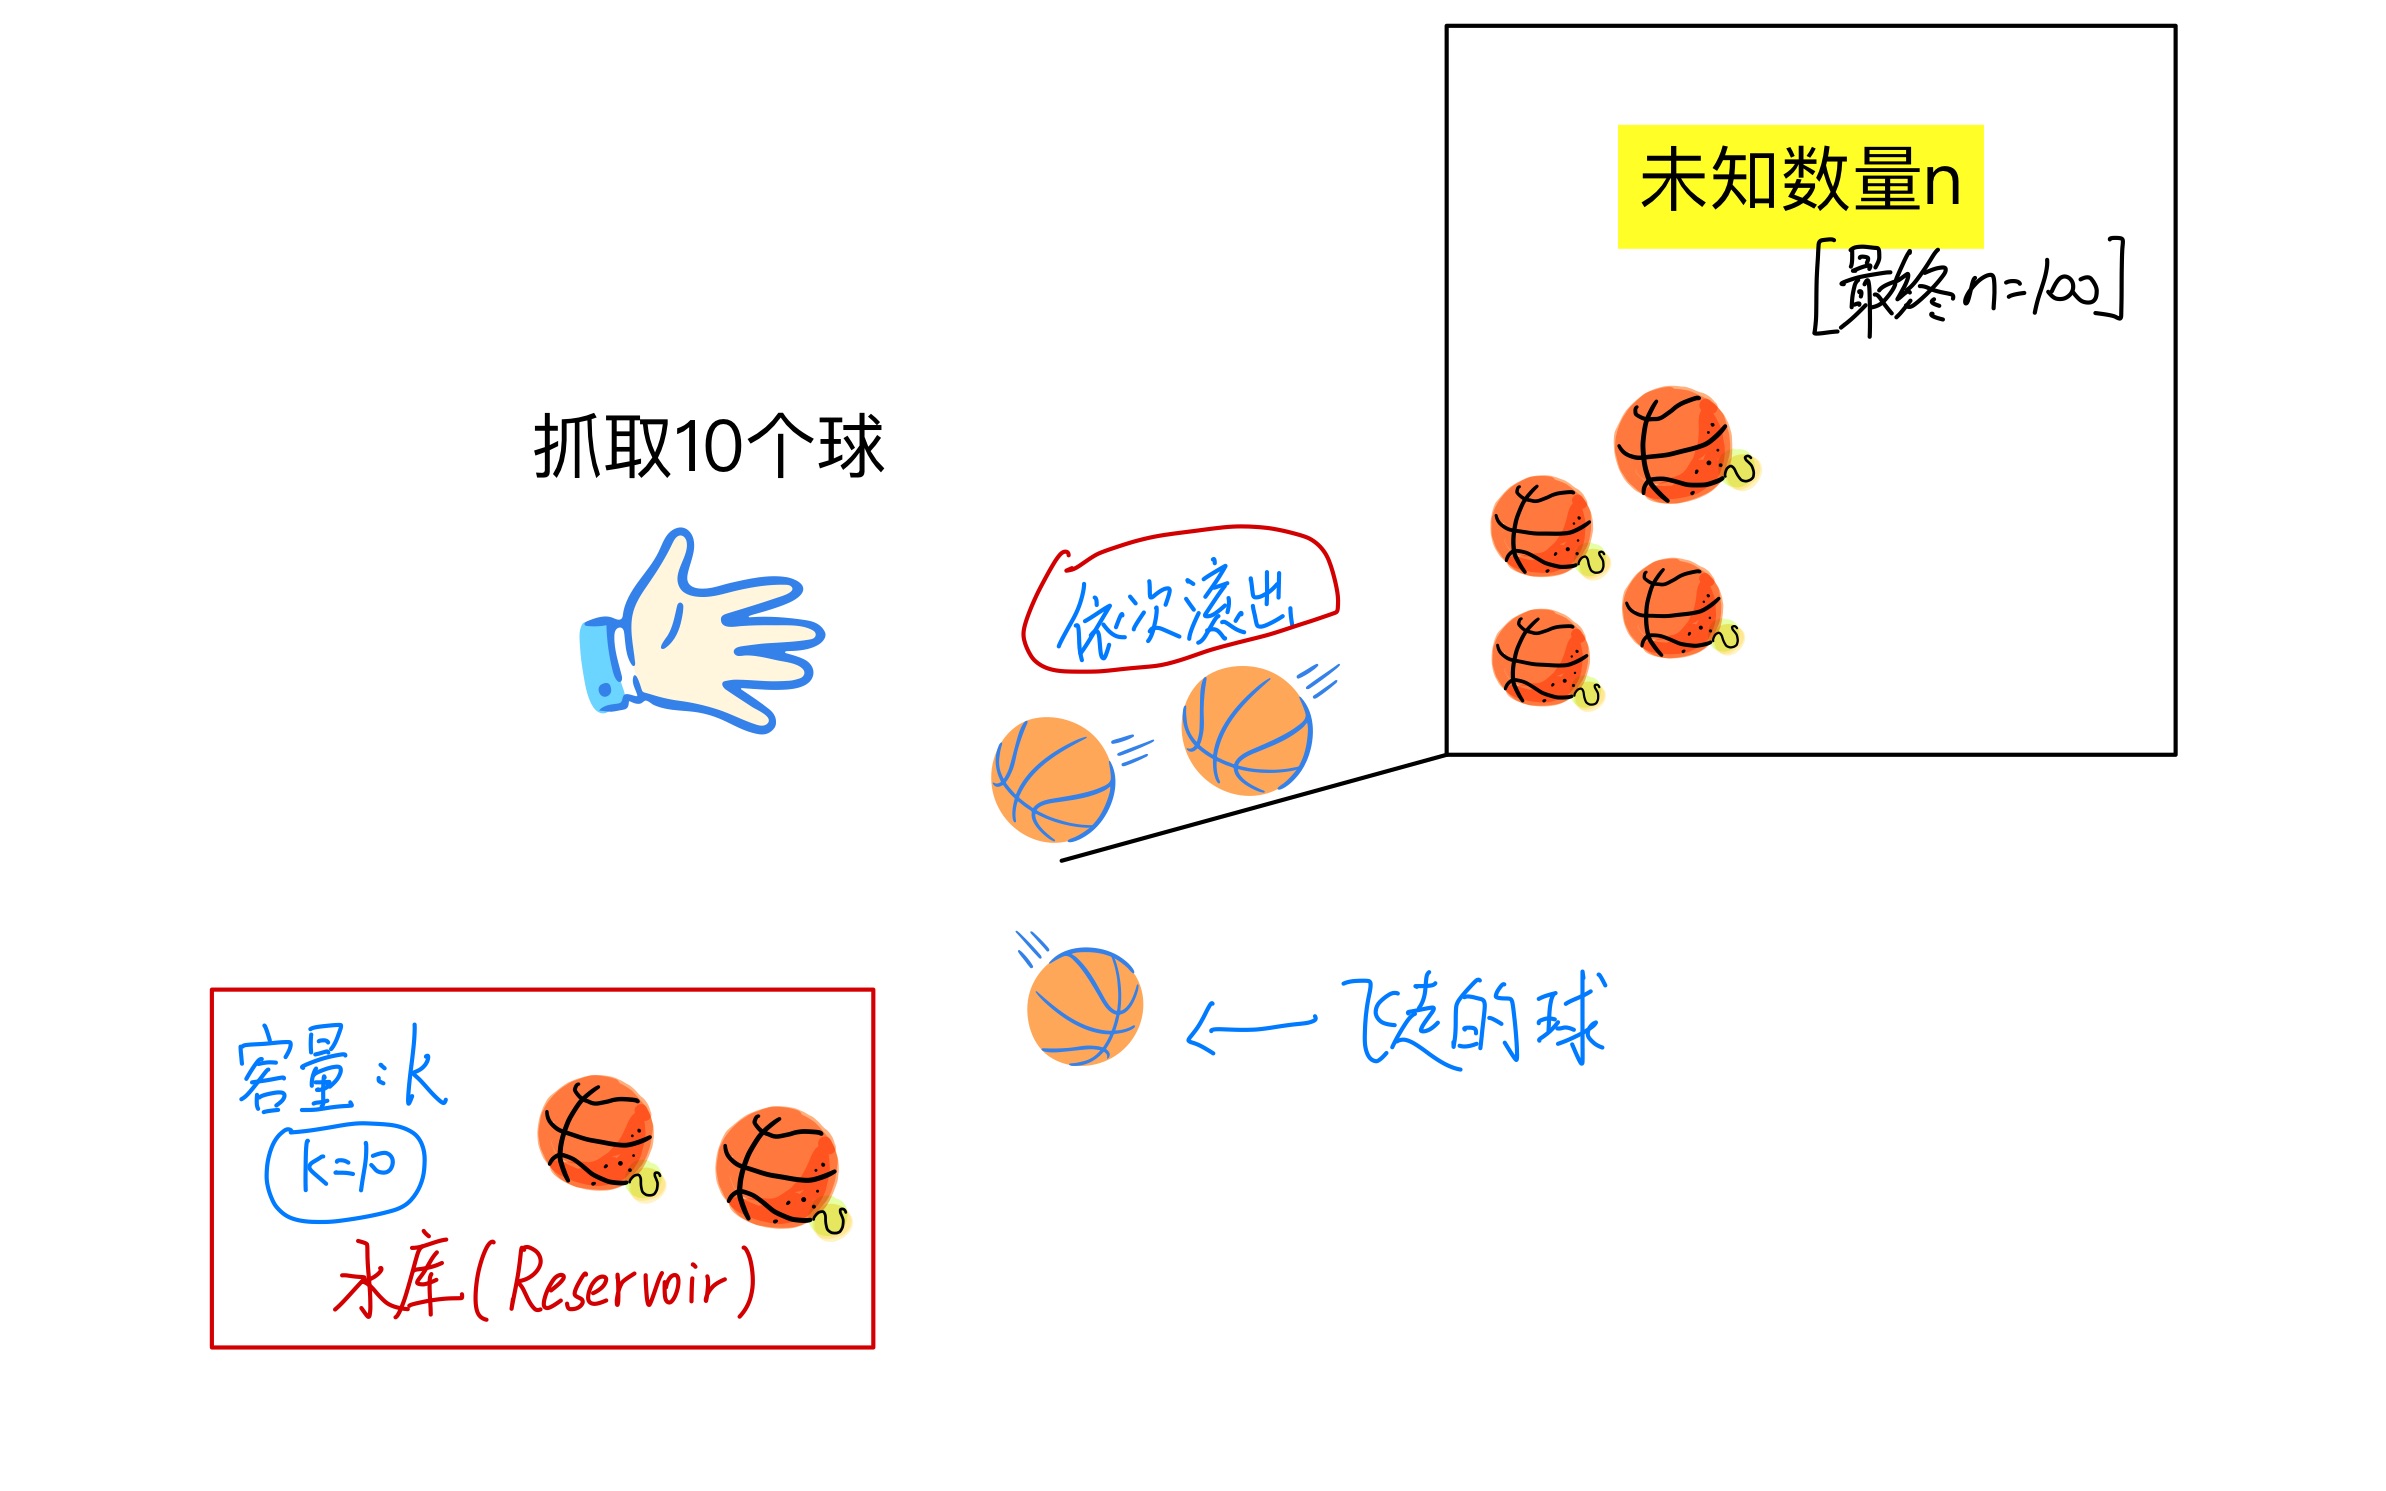 未知数量n
[最终n=100]
抓取10个球
依次滚出
飞走的球
容量:k
k=10
水库(Reservoir)